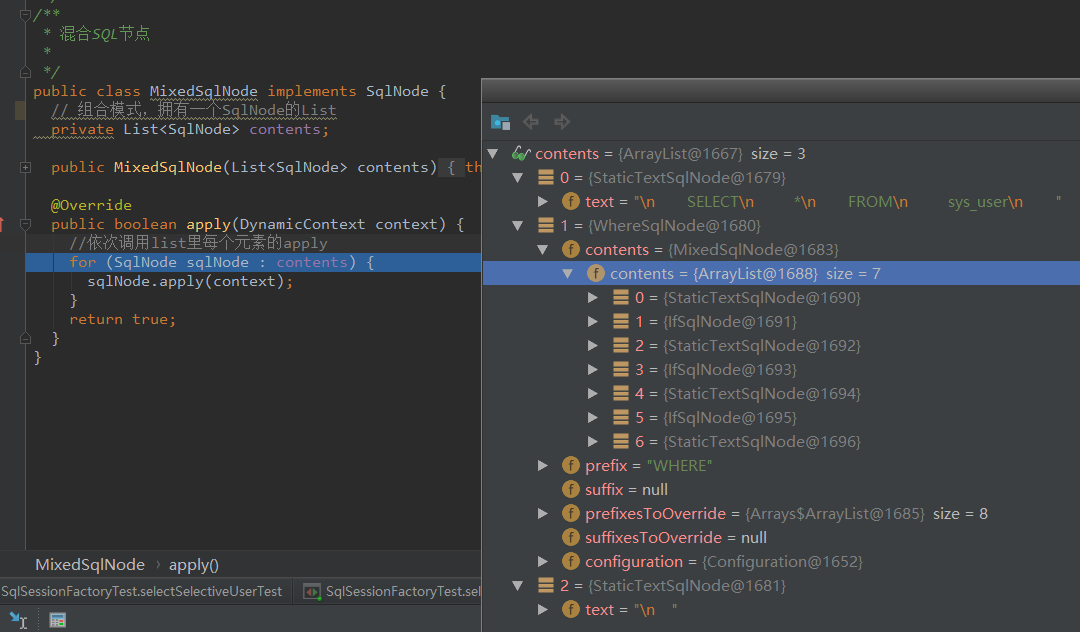 /**
* 混合SQL节点
*
*/
public class MixedSqlNode implements SqlNode {
// 组合模式，拥有一个SqlNode的List
private List<SqlNode> contents;
public MixedSqlNode(List<SqlNode> contents) { th
@Override
public boolean apply(DynamicContext context) {
//依次调用list里每个元素的apply
for (SqlNode sqlNode : contents) {
sqlNode.apply(context);
}
return true;
}
}
MixedSqlNode › apply()
SqlSessionFactoryTest.selectSelectiveUserTest
SqlSessionFactoryTest.sel
contents = {ArrayList@1667} size = 3
0 = {StaticTextSqlNode@1679}
f text = "\n SELECT\n *\n FROM\n sys_user\n "
1 = {WhereSqlNode@1680}
f contents = {MixedSqlNode@1683}
f contents = {ArrayList@1688} size = 7
0 = {StaticTextSqlNode@1690}
1 = {IfSqlNode@1691}
2 = {StaticTextSqlNode@1692}
3 = {IfSqlNode@1693}
4 = {StaticTextSqlNode@1694}
5 = {IfSqlNode@1695}
6 = {StaticTextSqlNode@1696}
f prefix = "WHERE"
f suffix = null
f prefixesToOverride = {Arrays$ArrayList@1685} size = 8
f suffixesToOverride = null
f configuration = {Configuration@1652}
2 = {StaticTextSqlNode@1681}
f text = "\n "